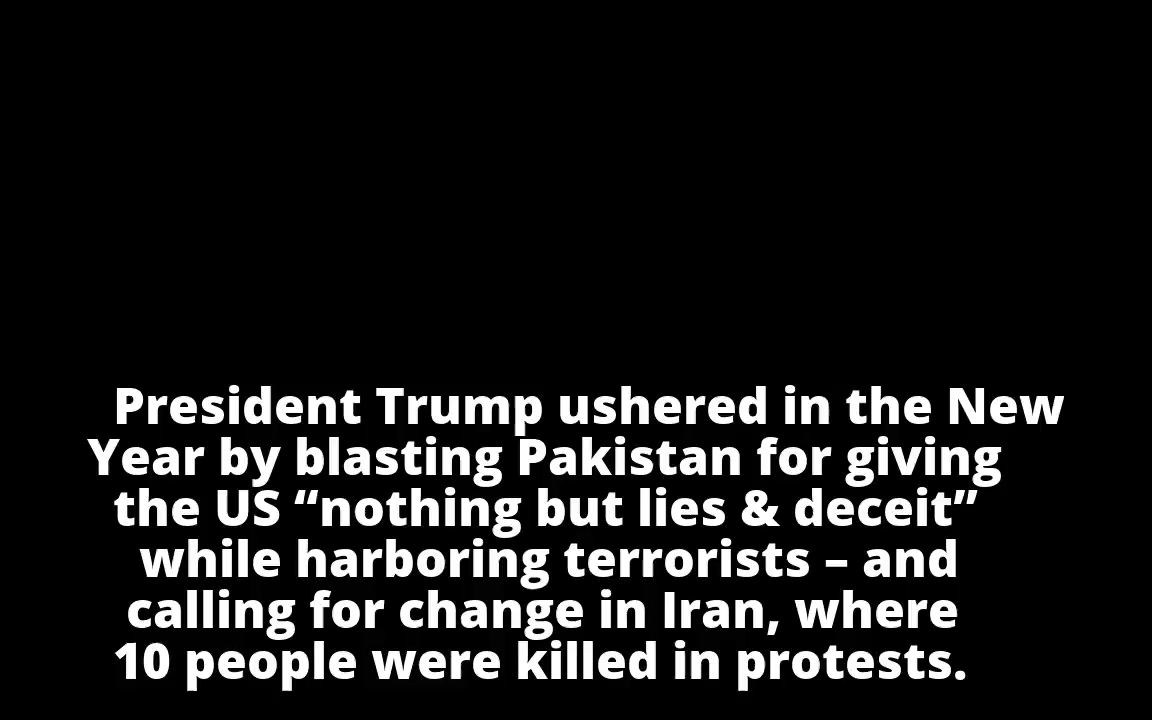 President Trump ushered in the New
Year by blasting Pakistan for giving
the US “nothing but lies & deceit”
while harboring terrorists – and
calling for change in Iran, where
10 people were killed in protests.